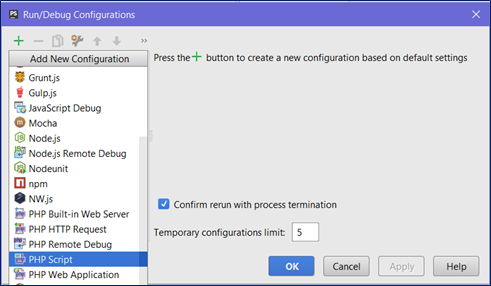 PS Run/Debug Configurations
Add New Configuration
Press the + button to create a new configuration based on default settings
Grunt.js
Gulp.js
JavaScript Debug
Mocha
Node.js
Node.js Remote Debug
Nodeunit
npm
NW.js
PHP Built-in Web Server
PHP HTTP Request
PHP Remote Debug
PHP Script
PHP Web Application
Confirm rerun with process termination
Temporary configurations limit: 5
OK Cancel Apply Help